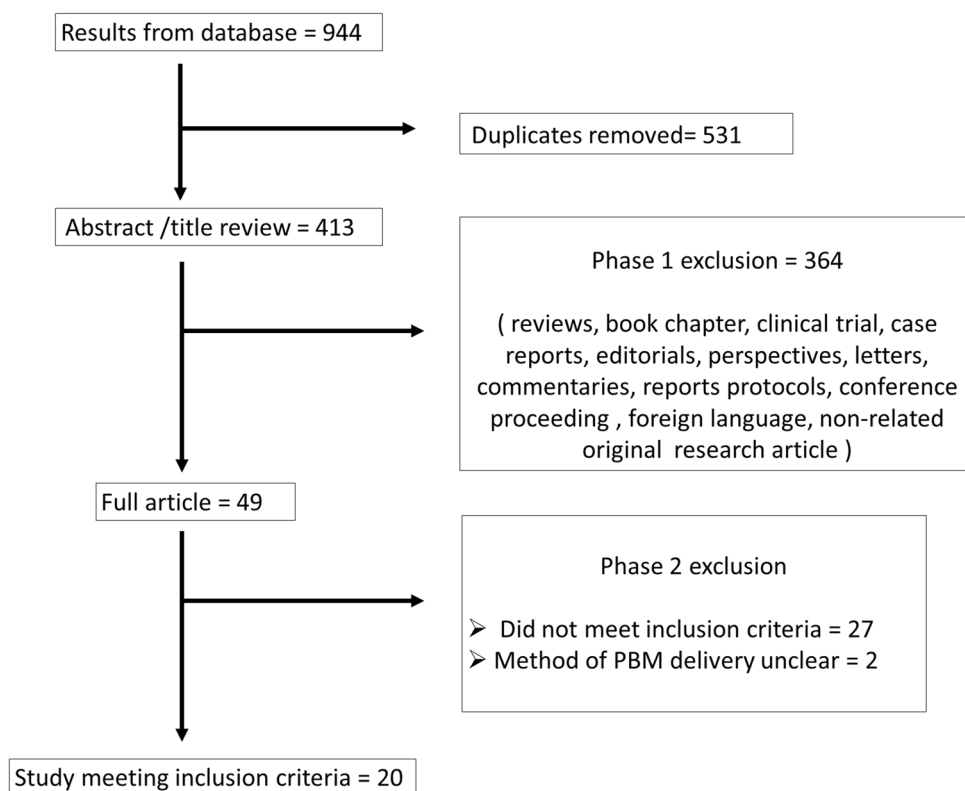 Results from database = 944
Duplicates removed= 531
Abstract /title review = 413
Phase 1 exclusion = 364
( reviews, book chapter, clinical trial, case
reports, editorials, perspectives, letters,
commentaries, reports protocols, conference
proceeding , foreign language, non-related
original research article )
Full article = 49
Phase 2 exclusion
➢ Did not meet inclusion criteria = 27
➢ Method of PBM delivery unclear = 2
Study meeting inclusion criteria = 20